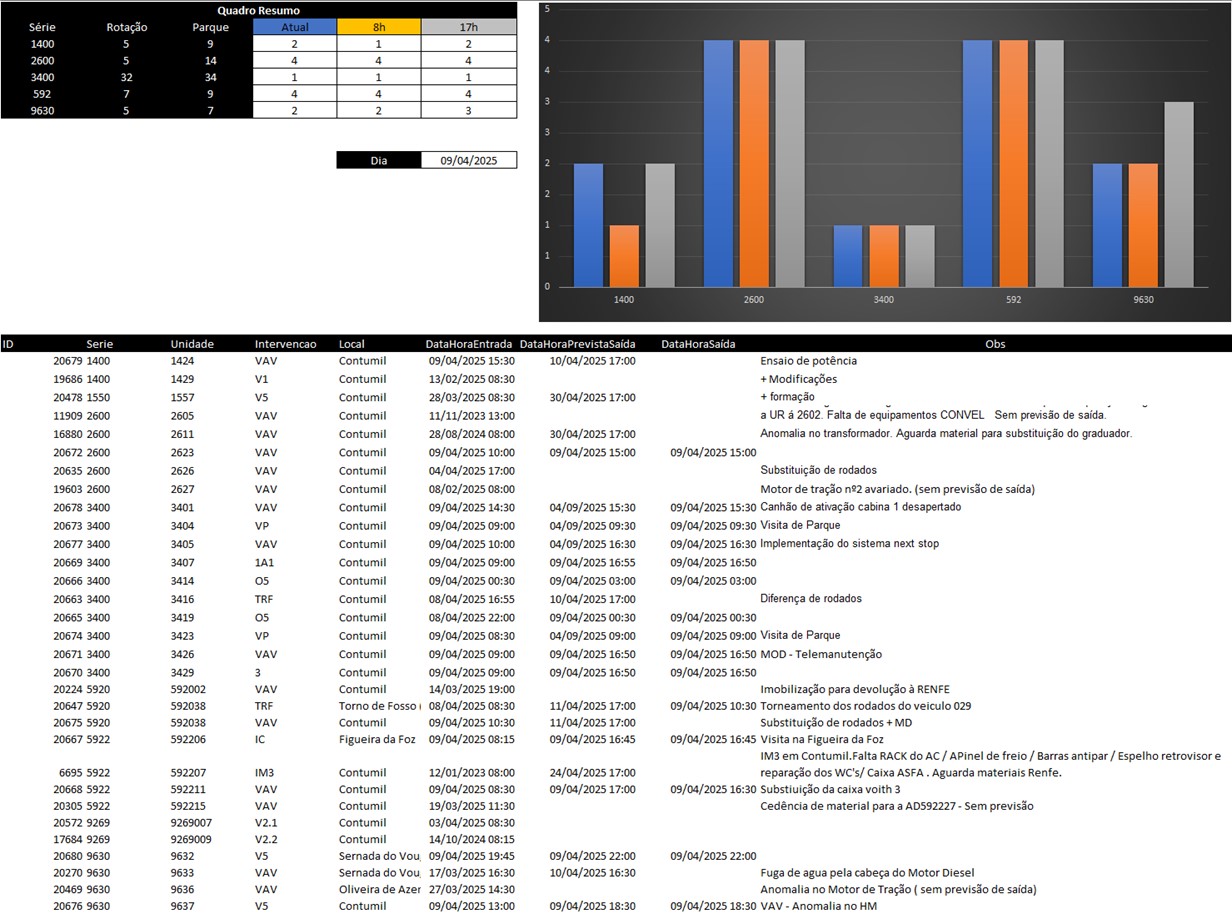 Quadro Resumo
Série Rotação Parque Atual 8h 17h
1400 5 9 2 1 2
2600 5 14 4 4 4
3400 32 34 1 1 1
592 7 9 4 4 4
9630 5 7 2 2 3
Dia 09/04/2025
5
4
4
3
3
2
2
1
1
0
1400 2600 3400 592 9630
ID Serie Unidade Intervencao Local DataHoraEntrada DataHoraPrevistaSaída DataHoraSaída Obs
20679 1400 1424 VAV Contumil 09/04/2025 15:30 10/04/2025 17:00 Ensaio de potência
19686 1400 1429 V1 Contumil 13/02/2025 08:30 + Modificações
20478 1550 1557 V5 Contumil 28/03/2025 08:30 30/04/2025 17:00 + formação
11909 2600 2605 VAV Contumil 11/11/2023 13:00 a UR á 2602. Falta de equipamentos CONVEL Sem previsão de saída.
16880 2600 2611 VAV Contumil 28/08/2024 08:00 30/04/2025 17:00 Anomalia no transformador. Aguarda material para substituição do graduador.
20672 2600 2623 VAV Contumil 09/04/2025 10:00 09/04/2025 15:00 09/04/2025 15:00
20635 2600 2626 VAV Contumil 04/04/2025 17:00 Substituição de rodados
19603 2600 2627 VAV Contumil 08/02/2025 08:00 Motor de tração nº2 avariado. (sem previsão de saída)
20678 3400 3401 VAV Contumil 09/04/2025 14:30 04/09/2025 15:30 09/04/2025 15:30 Canhão de ativação cabina 1 desapertado
20673 3400 3404 VP Contumil 09/04/2025 09:00 04/09/2025 09:30 09/04/2025 09:30 Visita de Parque
20677 3400 3405 VAV Contumil 09/04/2025 10:00 04/09/2025 16:30 09/04/2025 16:30 Implementação do sistema next stop
20669 3400 3407 1A1 Contumil 09/04/2025 09:00 09/04/2025 16:55 09/04/2025 16:50
20666 3400 3414 O5 Contumil 09/04/2025 00:30 09/04/2025 03:00 09/04/2025 03:00
20663 3400 3416 TRF Contumil 08/04/2025 16:55 10/04/2025 17:00 Diferença de rodados
20665 3400 3419 O5 Contumil 08/04/2025 22:00 09/04/2025 00:30 09/04/2025 00:30
20674 3400 3423 VP Contumil 09/04/2025 08:30 04/09/2025 09:00 09/04/2025 09:00 Visita de Parque
20671 3400 3426 VAV Contumil 09/04/2025 09:00 09/04/2025 16:50 09/04/2025 16:50 MOD - Telemanutenção
20670 3400 3429 3 Contumil 09/04/2025 09:00 09/04/2025 16:50 09/04/2025 16:50
20224 5920 592002 VAV Contumil 14/03/2025 19:00 Imobilização para devolução à RENFE
20647 5920 592038 TRF Torno de Fosso ( 08/04/2025 08:30 11/04/2025 17:00 09/04/2025 10:30 Torneamento dos rodados do veiculo 029
20675 5920 592038 VAV Contumil 09/04/2025 10:30 11/04/2025 17:00 Substituição de rodados + MD
20667 5922 592206 IC Figueira da Foz 09/04/2025 08:15 09/04/2025 16:45 09/04/2025 16:45 Visita na Figueira da Foz
IM3 em Contumil.Falta RACK do AC / APinel de freio / Barras antipar / Espelho retrovisor e
6695 5922 592207 IM3 Contumil 12/01/2023 08:00 24/04/2025 17:00 reparação dos WC's/ Caixa ASFA . Aguarda materiais Renfe.
20668 5922 592211 VAV Contumil 09/04/2025 08:30 09/04/2025 17:00 09/04/2025 16:30 Substiuição da caixa voith 3
20305 5922 592215 VAV Contumil 19/03/2025 11:30 Cedência de material para a AD592227 - Sem previsão
20572 9269 9269007 V2.1 Contumil 03/04/2025 08:30
17684 9269 9269009 V2.2 Contumil 14/10/2024 08:15
20680 9630 9632 V5 Sernada do Vou, 09/04/2025 19:45 09/04/2025 22:00 09/04/2025 22:00
20270 9630 9633 VAV Sernada do Vou, 17/03/2025 16:30 10/04/2025 16:30 Fuga de agua pela cabeça do Motor Diesel
20469 9630 9636 VAV Oliveira de Azer 27/03/2025 14:30 Anomalia no Motor de Tração ( sem previsão de saída)
20676 9630 9637 V5 Contumil 09/04/2025 13:00 09/04/2025 18:30 09/04/2025 18:30 VAV - Anomalia no HM